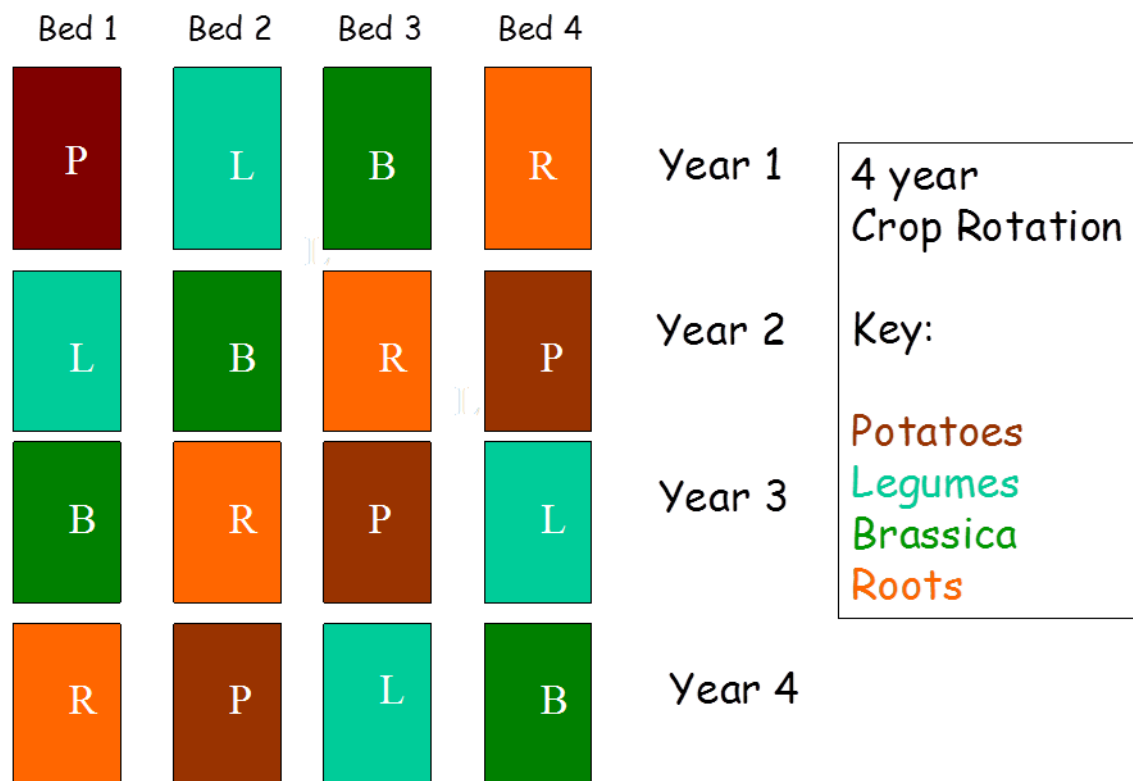 Bed 1 Bed 2 Bed 3 Bed 4
P L B R Year 1
L B R P Year 2
B R P L Year 3
R P L B Year 4
4 year
Crop Rotation
Key:
Potatoes
Legumes
Brassica
Roots